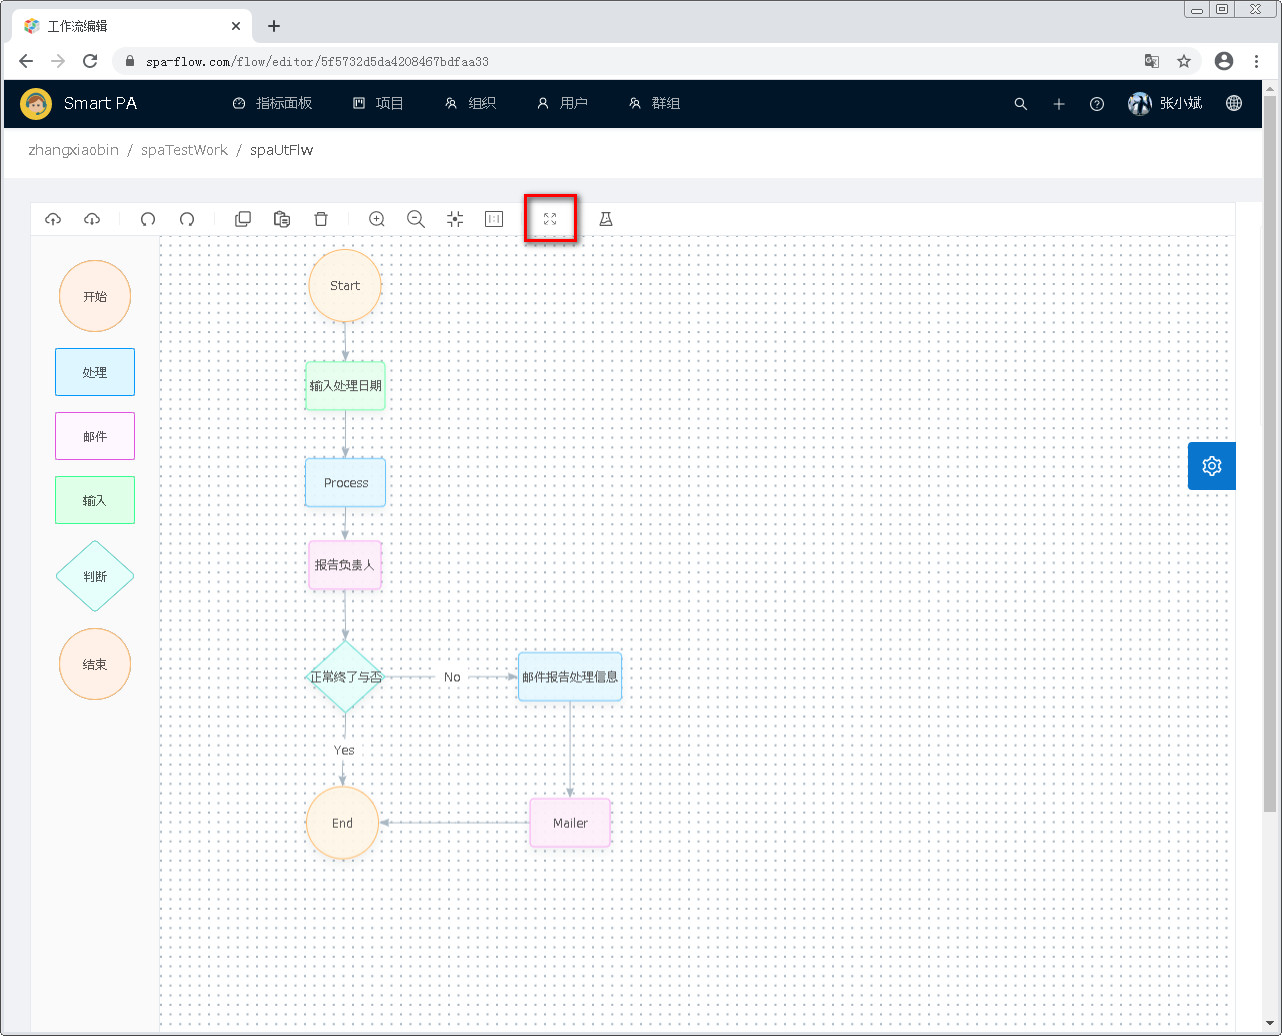 工作流编辑
spa-flow.com/flow/editor/5f5732d5da4208467bdfaa33
Smart PA 指标面板 项目 组织 用户 群组 张小斌
zhangxiaobin / spaTestWork / spaUtFlw
开始
处理
邮件
输入
判断
结束
Start
输入处理日期
Process
报告负责人
正常终了与否
No
邮件报告处理信息
Yes
End
Mailer